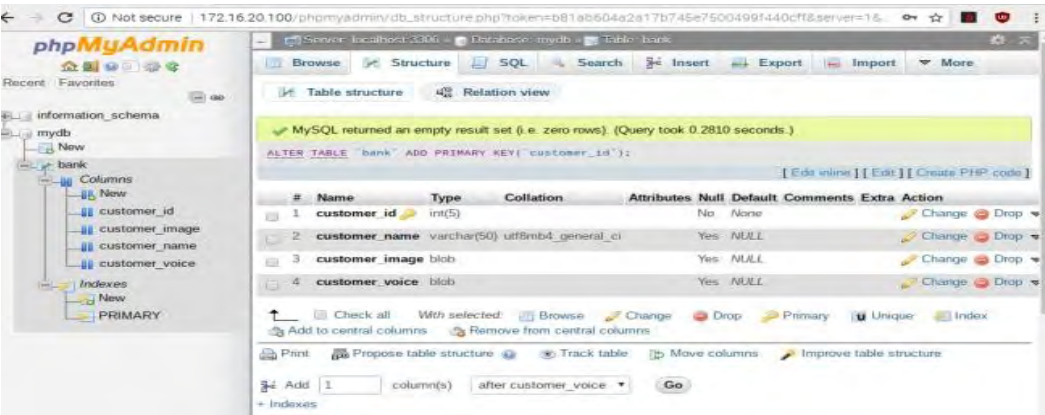 Not secure | 172.16.20.100/phpmyadmin/db_structure.php?token=b81ab604a2a17b745e7500499f440cff&server=1&
phpMyAdmin
Recent Favorites
information_schema
mydb
New
bank
Columns
New
customer_id
customer_image
customer_name
customer_voice
Indexes
New
PRIMARY
Server: localhost:3306 » Database: mydb » Table: bank
Browse Structure SQL Search Insert Export Import More
Table structure Relation view
MySQL returned an empty result set (i.e. zero rows). (Query took 0.2810 seconds.)
ALTER TABLE `bank` ADD PRIMARY KEY(`customer_id`);
[ Edit inline ] [ Edit ] [ Create PHP code ]
# Name Type Collation Attributes Null Default Comments Extra Action
1 customer_id int(5) No None Change Drop
2 customer_name varchar(50) utf8mb4_general_ci Yes NULL Change Drop
3 customer_image blob Yes NULL Change Drop
4 customer_voice blob Yes NULL Change Drop
Check all With selected: Browse Change Drop Primary Unique Index
Add to central columns Remove from central columns
Print Propose table structure Track table Move columns Improve table structure
Add 1 column(s) after customer_voice Go
+ Indexes